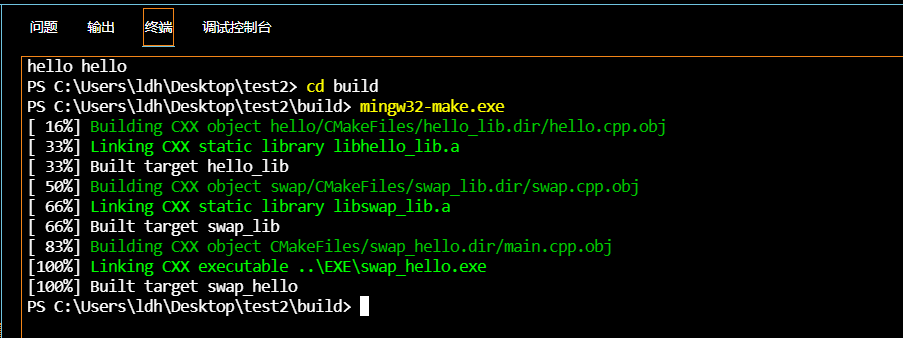 问题 输出 终端 调试控制台
hello hello
PS C:\Users\ldh\Desktop\test2> cd build
PS C:\Users\ldh\Desktop\test2\build> mingw32-make.exe
[ 16%] Building CXX object hello/CMakeFiles/hello_lib.dir/hello.cpp.obj
[ 33%] Linking CXX static library libhello_lib.a
[ 33%] Built target hello_lib
[ 50%] Building CXX object swap/CMakeFiles/swap_lib.dir/swap.cpp.obj
[ 66%] Linking CXX static library libswap_lib.a
[ 66%] Built target swap_lib
[ 83%] Building CXX object CMakeFiles/swap_hello.dir/main.cpp.obj
[100%] Linking CXX executable ..\EXE\swap_hello.exe
[100%] Built target swap_hello
PS C:\Users\ldh\Desktop\test2\build>